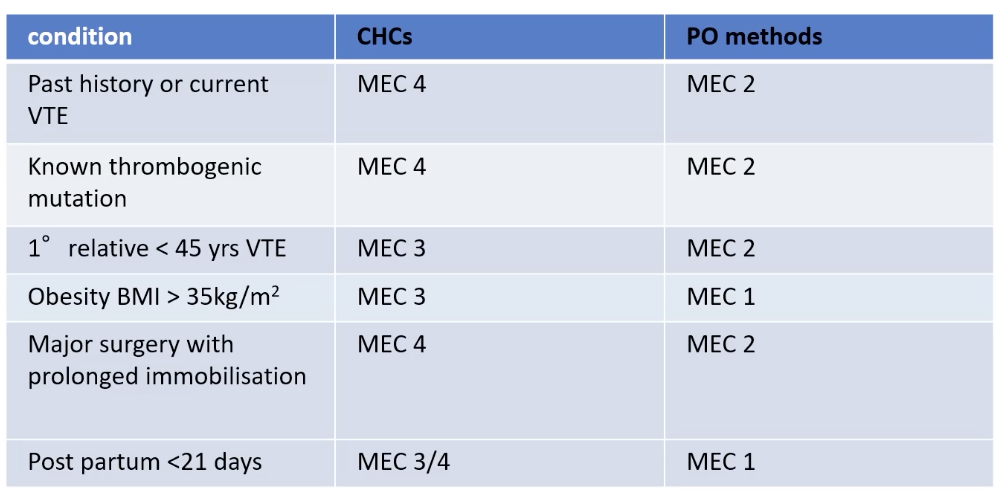 condition CHCs PO methods
Past history or current MEC 4 MEC 2
VTE
Known thrombogenic MEC 4 MEC 2
mutation
1° relative < 45 yrs VTE MEC 3 MEC 2
Obesity BMI > 35kg/m² MEC 3 MEC 1
Major surgery with MEC 4 MEC 2
prolonged immobilisation
Post partum <21 days MEC 3/4 MEC 1